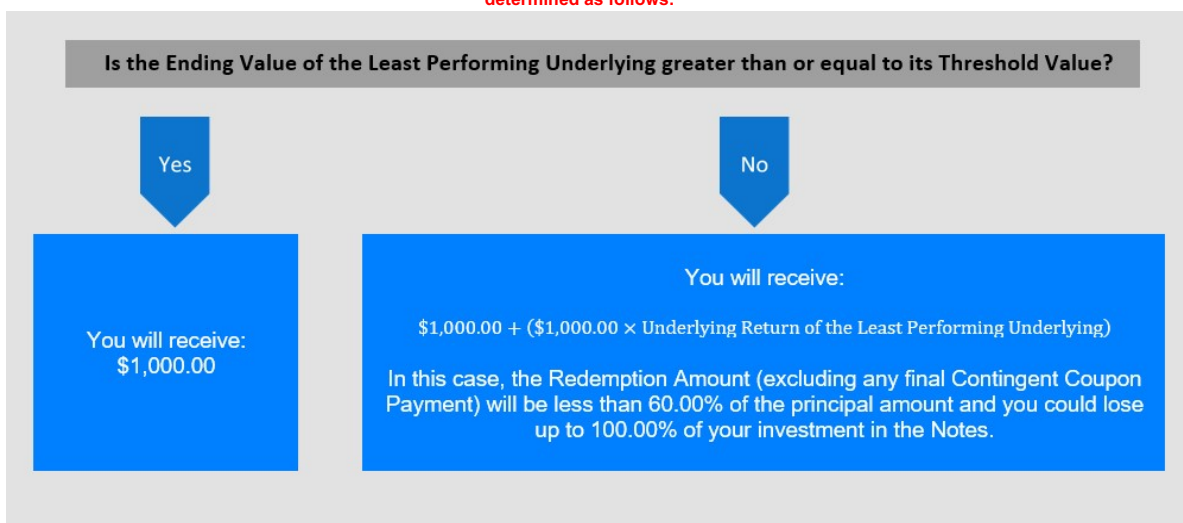 determined as follows:
Is the Ending Value of the Least Performing Underlying greater than or equal to its Threshold Value?
Yes
No
You will receive:
$1,000.00
You will receive:
$1,000.00 + ($1,000.00 × Underlying Return of the Least Performing Underlying)
In this case, the Redemption Amount (excluding any final Contingent Coupon
Payment) will be less than 60.00% of the principal amount and you could lose
up to 100.00% of your investment in the Notes.